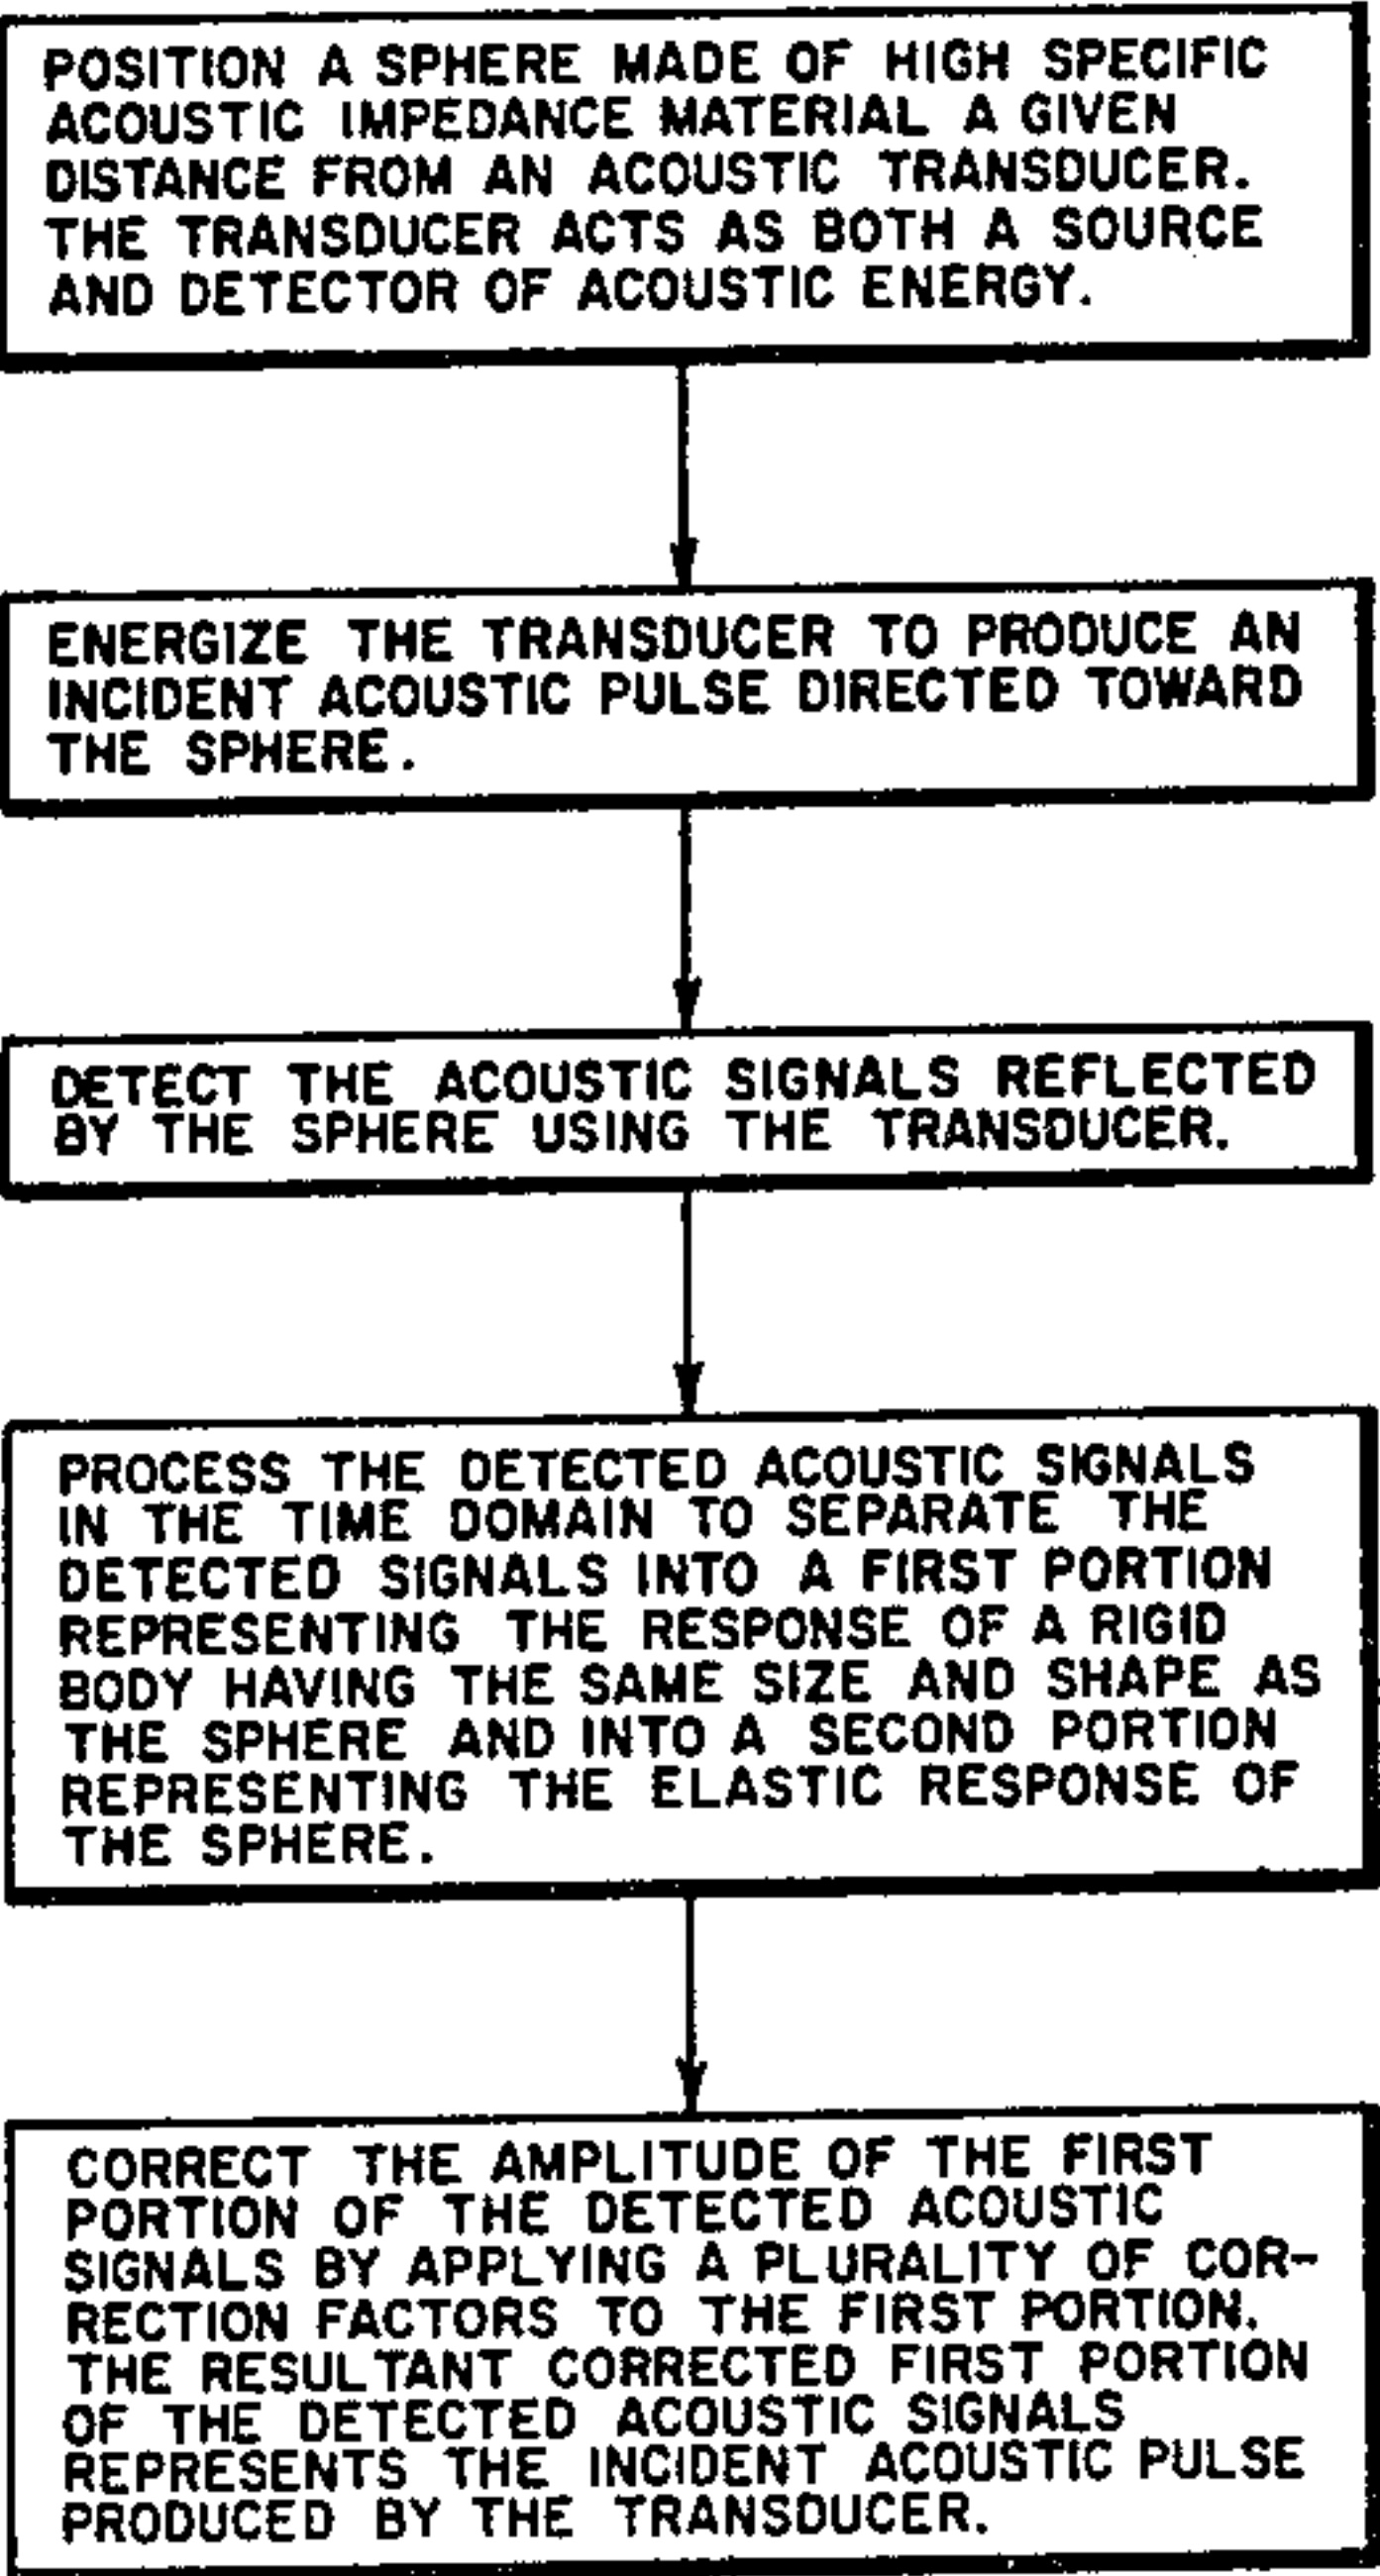 POSITION A SPHERE MADE OF HIGH SPECIFIC
ACOUSTIC IMPEDANCE MATERIAL A GIVEN
DISTANCE FROM AN ACOUSTIC TRANSDUCER.
THE TRANSDUCER ACTS AS BOTH A SOURCE
AND DETECTOR OF ACOUSTIC ENERGY.
ENERGIZE THE TRANSDUCER TO PRODUCE AN
INCIDENT ACOUSTIC PULSE DIRECTED TOWARD
THE SPHERE.
DETECT THE ACOUSTIC SIGNALS REFLECTED
BY THE SPHERE USING THE TRANSDUCER.
PROCESS THE DETECTED ACOUSTIC SIGNALS
IN THE TIME DOMAIN TO SEPARATE THE
DETECTED SIGNALS INTO A FIRST PORTION
REPRESENTING THE RESPONSE OF A RIGID
BODY HAVING THE SAME SIZE AND SHAPE AS
THE SPHERE AND INTO A SECOND PORTION
REPRESENTING THE ELASTIC RESPONSE OF
THE SPHERE.
CORRECT THE AMPLITUDE OF THE FIRST
PORTION OF THE DETECTED ACOUSTIC
SIGNALS BY APPLYING A PLURALITY OF COR-
RECTION FACTORS TO THE FIRST PORTION.
THE RESULTANT CORRECTED FIRST PORTION
OF THE DETECTED ACOUSTIC SIGNALS
REPRESENTS THE INCIDENT ACOUSTIC PULSE
PRODUCED BY THE TRANSDUCER.